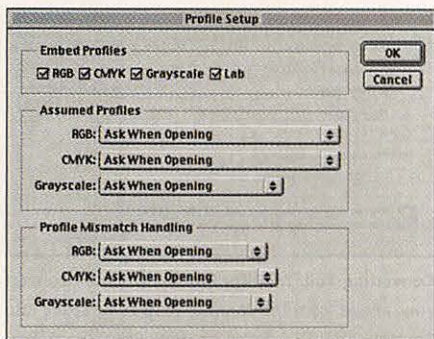 Profile Setup
Embed Profiles
RGB CMYK Grayscale Lab
OK
Cancel
Assumed Profiles
RGB: Ask When Opening
CMYK: Ask When Opening
Grayscale: Ask When Opening
Profile Mismatch Handling
RGB: Ask When Opening
CMYK: Ask When Opening
Grayscale: Ask When Opening